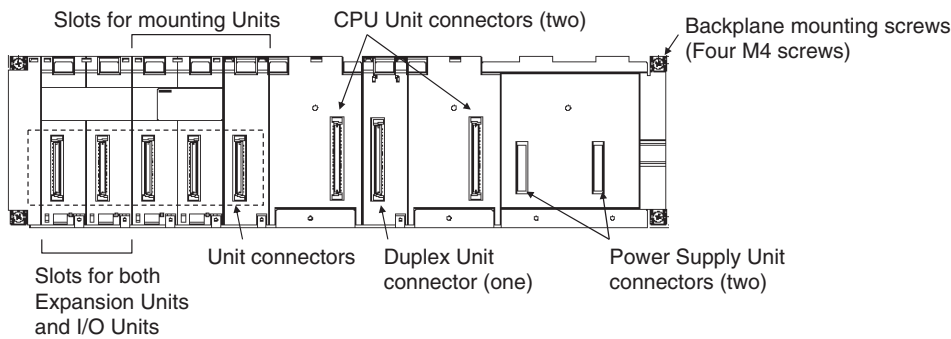 Slots for mounting Units
CPU Unit connectors (two)
Backplane mounting screws
(Four M4 screws)
Unit connectors
Duplex Unit
connector (one)
Power Supply Unit
connectors (two)
Slots for both
Expansion Units
and I/O Units